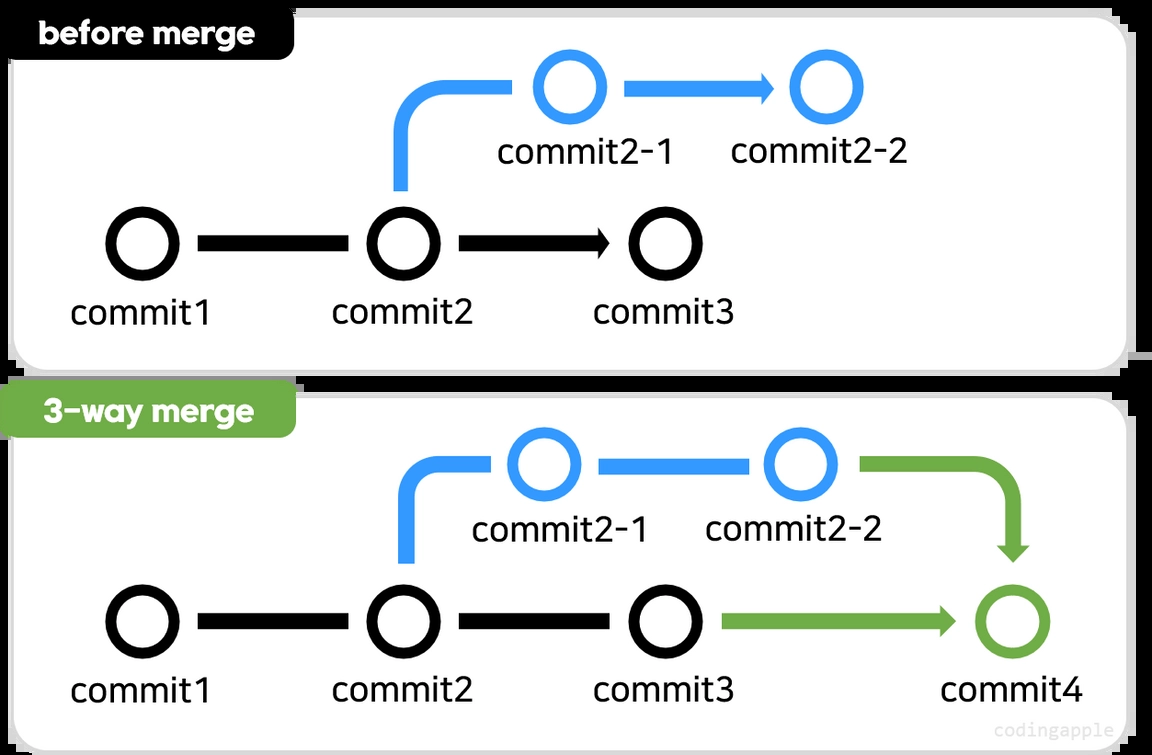 before merge
commit2-1 commit2-2
commit1 commit2 commit3
3-way merge
commit2-1 commit2-2
commit1 commit2 commit3 commit4
codingapple